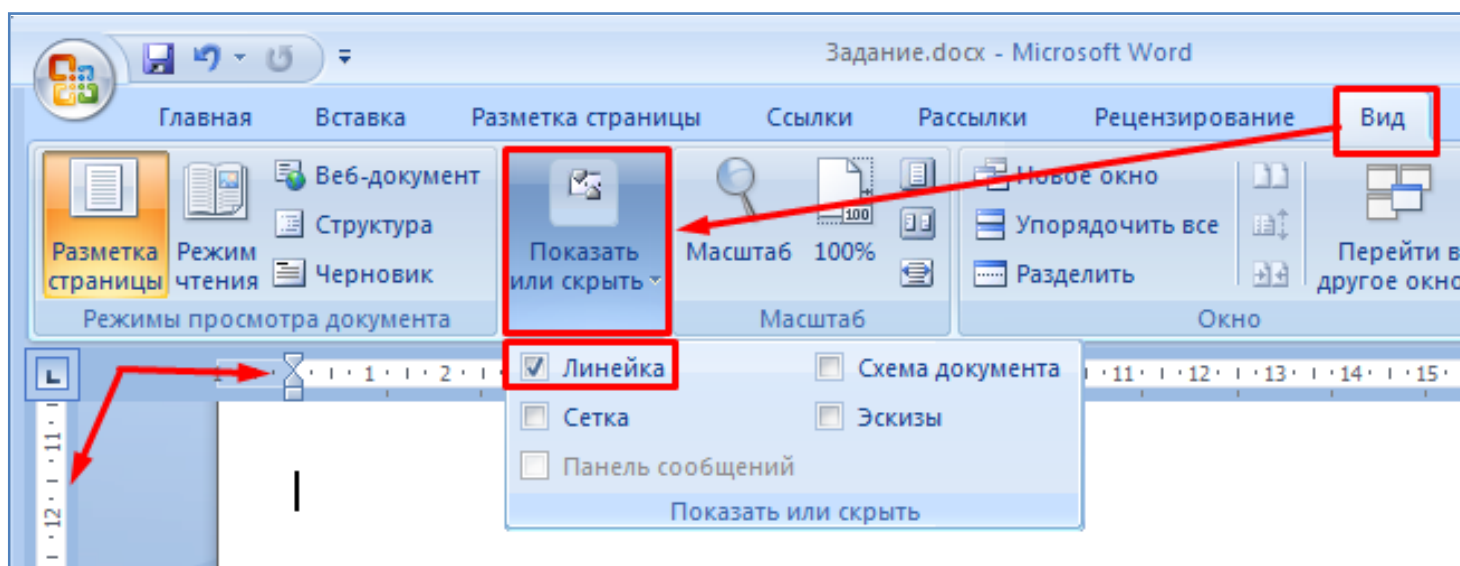 Задание.docx - Microsoft Word
Главная Вставка Разметка страницы Ссылки Рассылки Рецензирование Вид
Разметка страницы
Режим чтения
Веб-документ
Структура
Черновик
Режимы просмотра документа
Показать
или скрыть
Масштаб
100
100%
Масштаб
Новое окно
Упорядочить все
Разделить
Перейти в
другое окно
Окно
1 1 2 11 12 13 14 15
Линейка
Схема документа
Сетка
Эскизы
Панель сообщений
Показать или скрыть
11
12